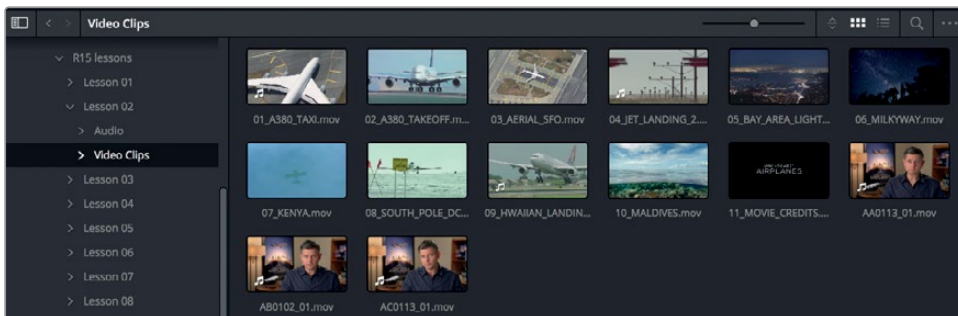 Video Clips
R15 lessons
Lesson 01
Lesson 02
Audio
Video Clips
Lesson 03
Lesson 04
Lesson 05
Lesson 06
Lesson 07
Lesson 08
01_A380_TAXI.mov 02_A380_TAKEOFF.m... 03_AERIAL_SFO.mov 04_JET_LANDING_2.... 05_BAY_AREA_LIGHT... 06_MILKYWAY.mov
AIRPLANES
07_KENYA.mov 08_SOUTH_POLE_DC... 09_HWAIIAN_LANDIN... 10_MALDIVES.mov 11_MOVIE_CREDITS.... AA0113_01.mov
AB0102_01.mov AC0113_01.mov